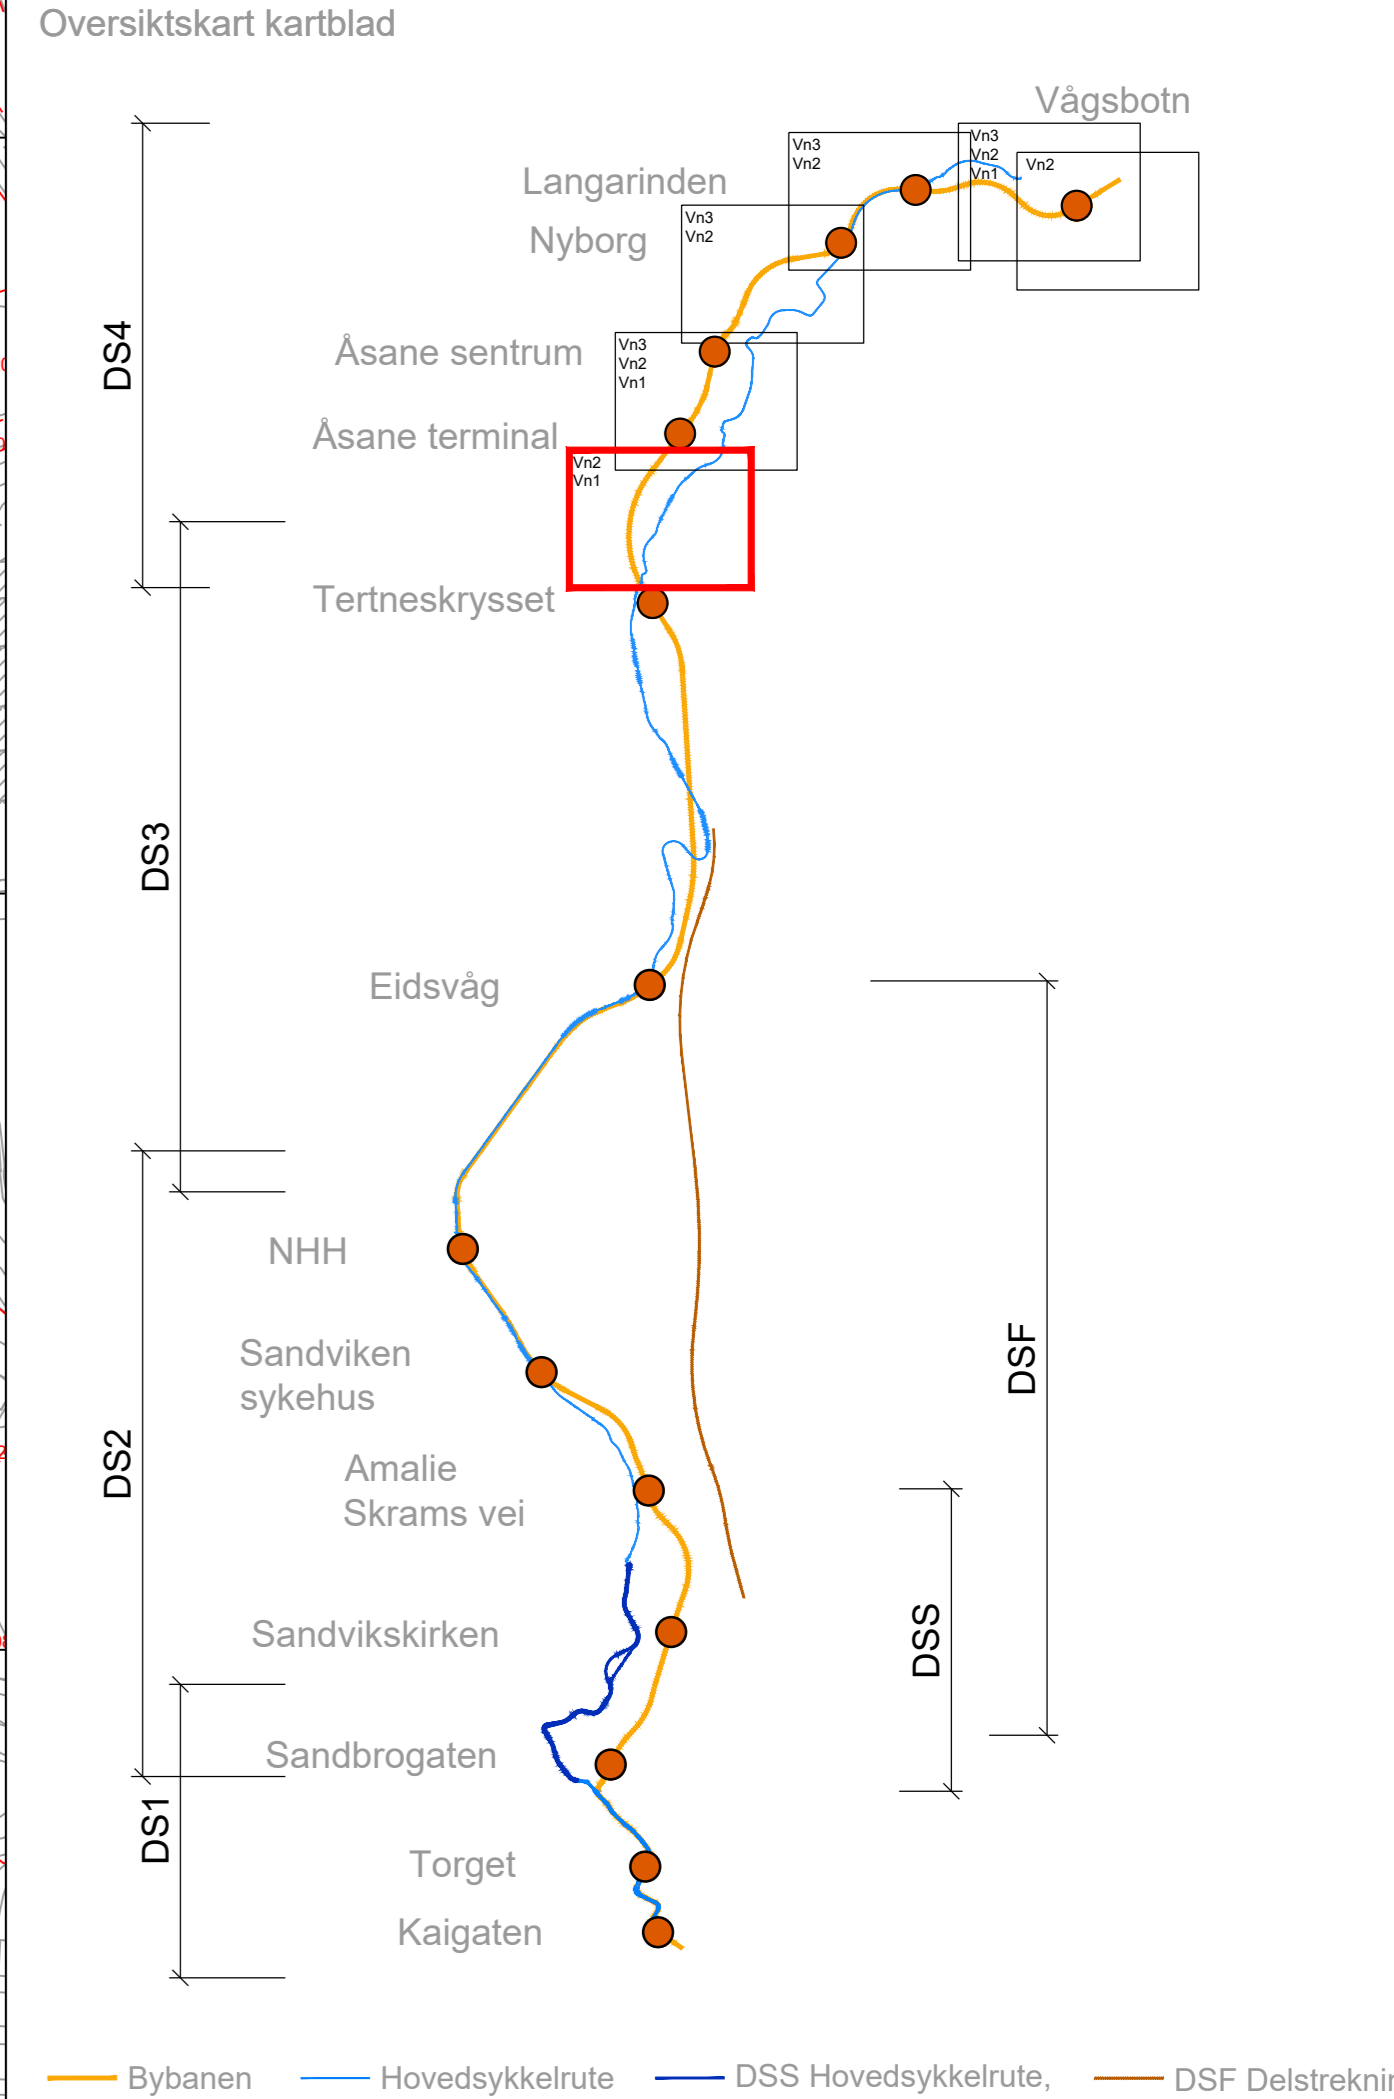 Oversiktskart kartblad
Vågsbotn
Vn3
Vn2
Vn1
Vn2
Vn3
Vn2
Langarinden
Vn3
Vn2
Nyborg
DS4
Vn3
Vn2
Vn1
Åsane sentrum
Åsane terminal
Vn2
Vn1
Tertneskrysset
DS3
Eidsvåg
NHH
Sandviken
sykehus
DSF
DS2
Amalie
Skrams vei
Sandvikskirken
DSS
Sandbrogaten
DS1
Torget
Kaigaten
Bybanen
Hovedsykkelrute
DSS Hovedsykkelrute,
DSF